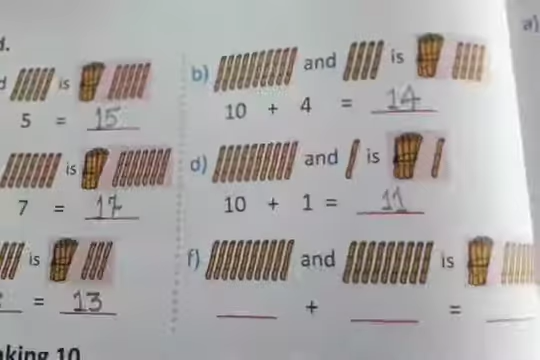 d.
is
b) and is
5 = 15
10 + 4 = 14
is
d) and is
7 = 17
10 + 1 = 11
is
f) and is
= 13
+ =
king 10
a)